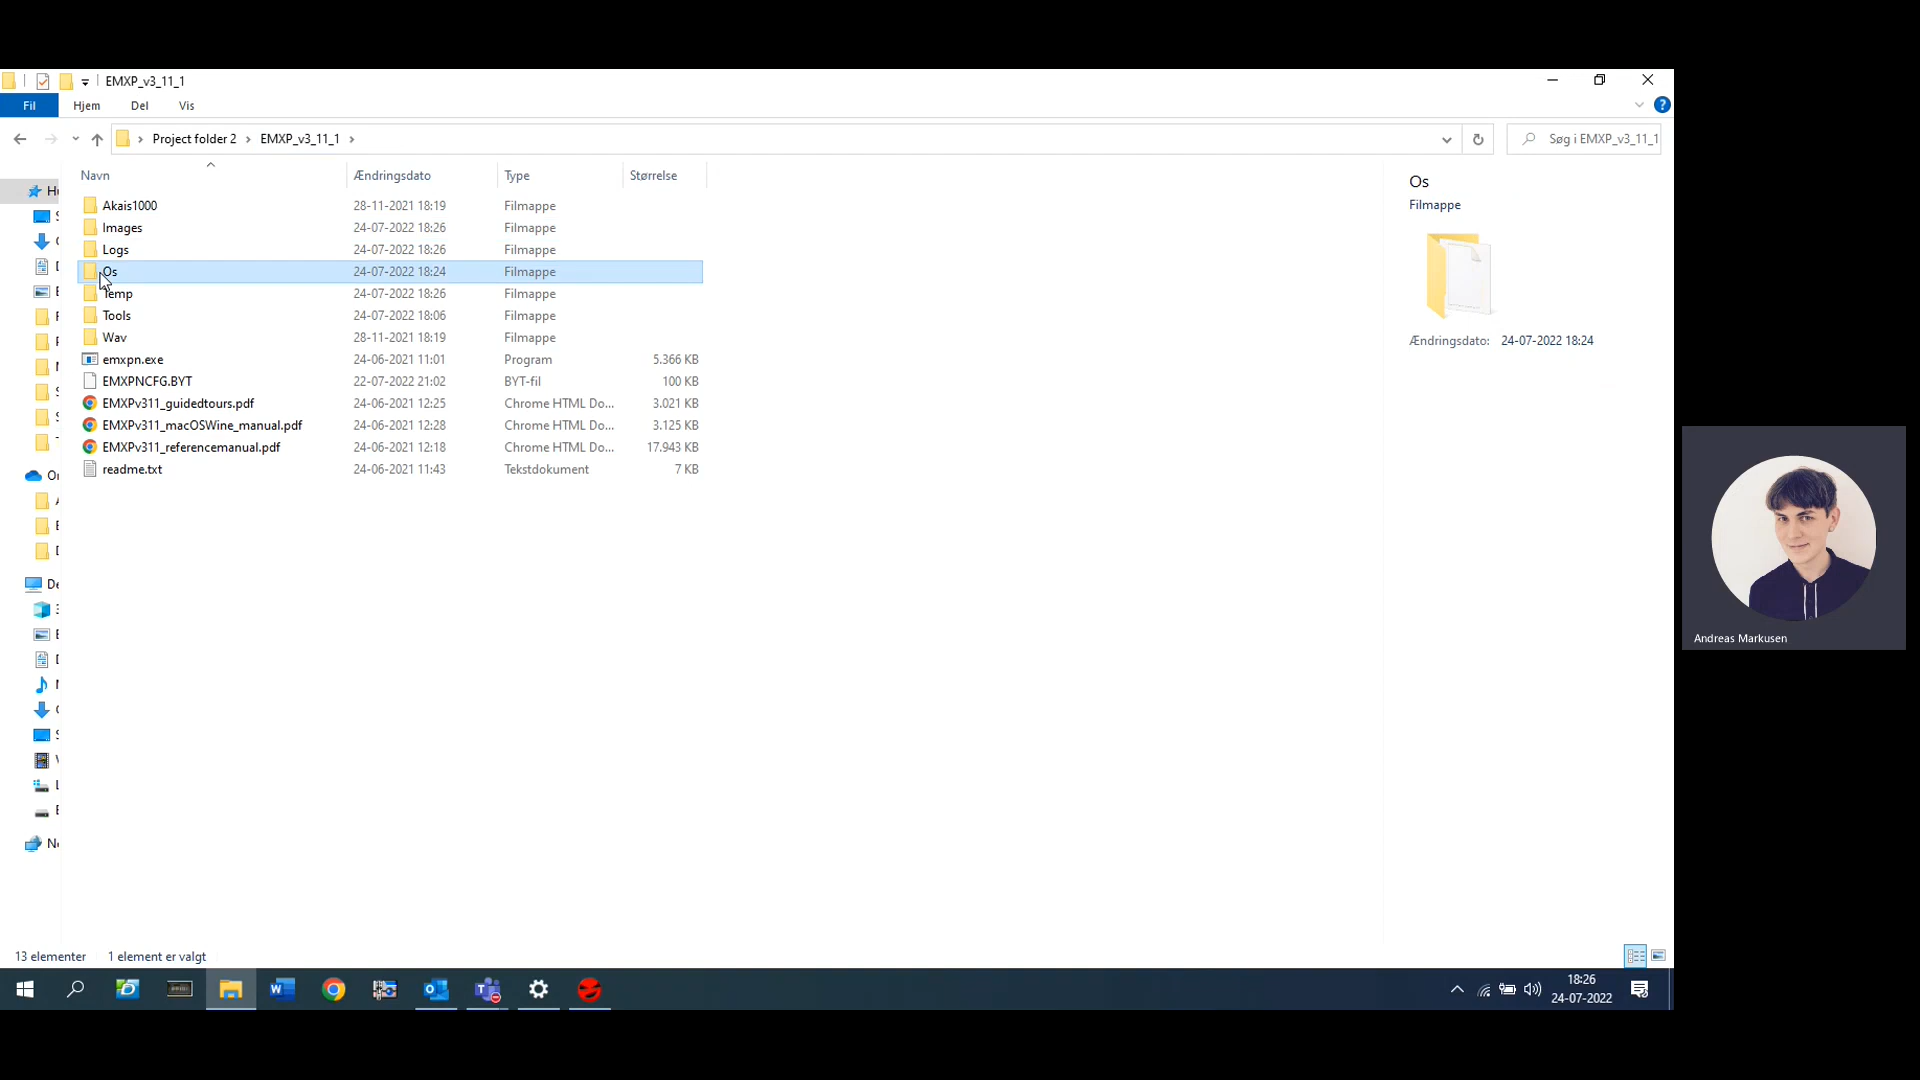 EMXP_v3_11_1
Fil Hjem Del Vis
Project folder 2 EMXP_v3_11_1 Søg i EMXP_v3_11_1
Navn Ændringsdato Type Størrelse
Akais1000 28-11-2021 18:19 Filmappe
Images 24-07-2022 18:26 Filmappe
Logs 24-07-2022 18:26 Filmappe
Os 24-07-2022 18:24 Filmappe
Temp 24-07-2022 18:26 Filmappe
Tools 24-07-2022 18:06 Filmappe
Wav 28-11-2021 18:19 Filmappe
emxpn.exe 24-06-2021 11:01 Program 5.366 KB
EMXPNCFG.BYT 22-07-2022 21:02 BYT-fil 100 KB
EMXPv311_guidedtours.pdf 24-06-2021 12:25 Chrome HTML Do... 3.021 KB
EMXPv311_macOSWine_manual.pdf 24-06-2021 12:28 Chrome HTML Do... 3.125 KB
EMXPv311_referencemanual.pdf 24-06-2021 12:18 Chrome HTML Do... 17.943 KB
readme.txt 24-06-2021 11:43 Tekstdokument 7 KB
Os
Filmappe
Ændringsdato: 24-07-2022 18:24
Andreas Markusen
13 elementer 1 element er valgt
18:26
24-07-2022